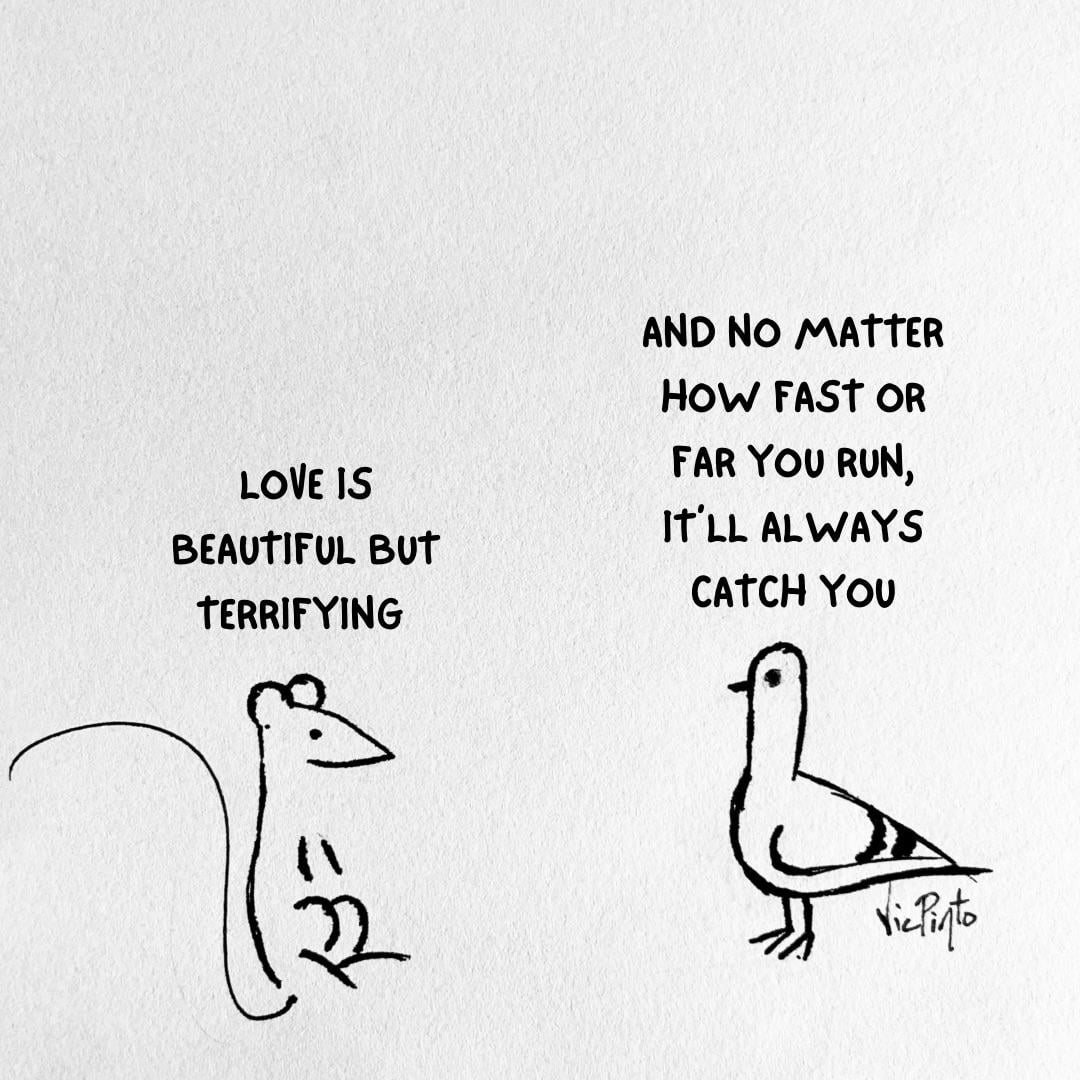 LOVE IS
BEAUTIFUL BUT
TERRIFYING
AND NO MATTER
HOW FAST OR
FAR YOU RUN,
IT'LL ALWAYS
CATCH YOU
VicPinto